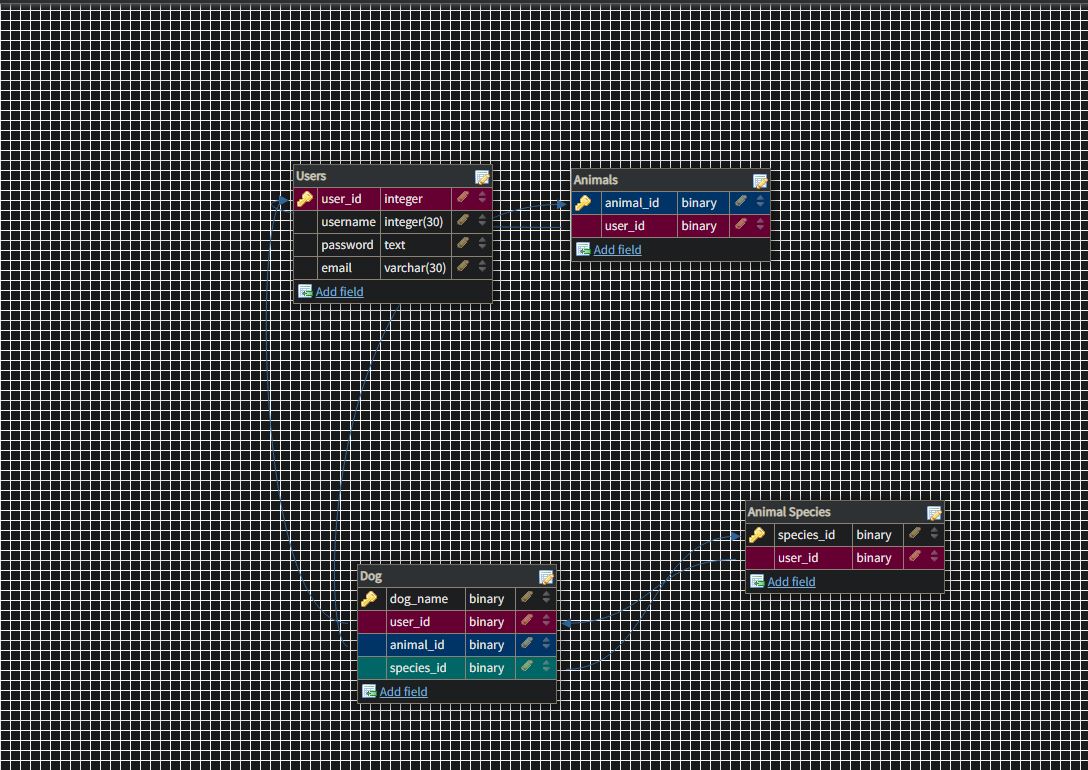 Users
user_id integer
username integer(30)
password text
email varchar(30)
Add field
Animals
animal_id binary
user_id binary
Add field
Animal Species
species_id binary
user_id binary
Add field
Dog
dog_name binary
user_id binary
animal_id binary
species_id binary
Add field